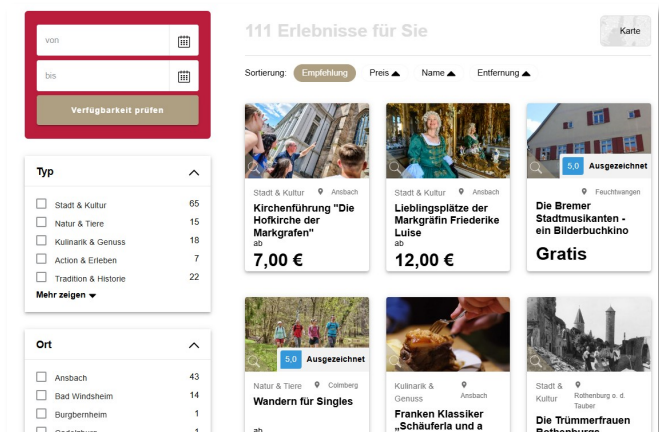 von
bis
Verfügbarkeit prüfen
Typ
Stadt & Kultur 65
Natur & Tiere 15
Kulinarik & Genuss 18
Action & Erleben 7
Tradition & Historie 22
Mehr zeigen
Ort
Ansbach 43
Bad Windsheim 14
Burgbernheim 1
111 Erlebnisse für Sie
Karte
Sortierung: Empfehlung Preis Name Entfernung
Stadt & Kultur Ansbach
Kirchenführung "Die
Hofkirche der
Markgrafen"
ab
7,00 €
Stadt & Kultur Ansbach
Lieblingsplätze der
Markgräfin Friederike
Luise
ab
12,00 €
5,0 Ausgezeichnet
Feuchtwangen
Die Bremer
Stadtmusikanten -
ein Bilderbuchkino
Gratis
5,0 Ausgezeichnet
Natur & Tiere Colmberg
Wandern für Singles
ab
Kulinarik &
Genuss
Ansbach
Franken Klassiker
„Schäuferla und a
Stadt &
Kultur
Rothenburg o. d.
Tauber
Die Trümmerfrauen
Rothenburgs